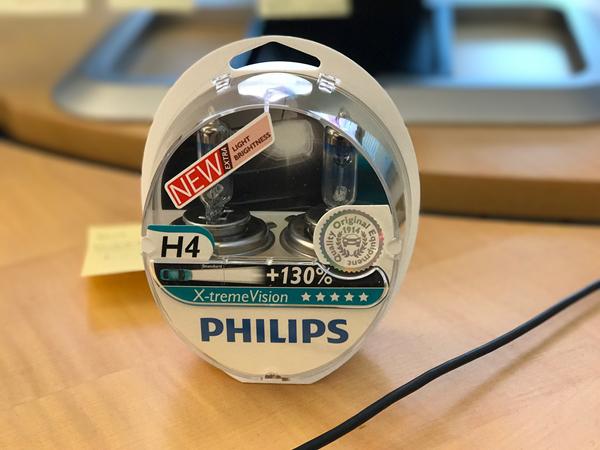 NEW EXTRA LIGHT
BRIGHTNESS
Quality Original Equipment
1914
H4
Standard
+130%
X-tremeVision
PHILIPS